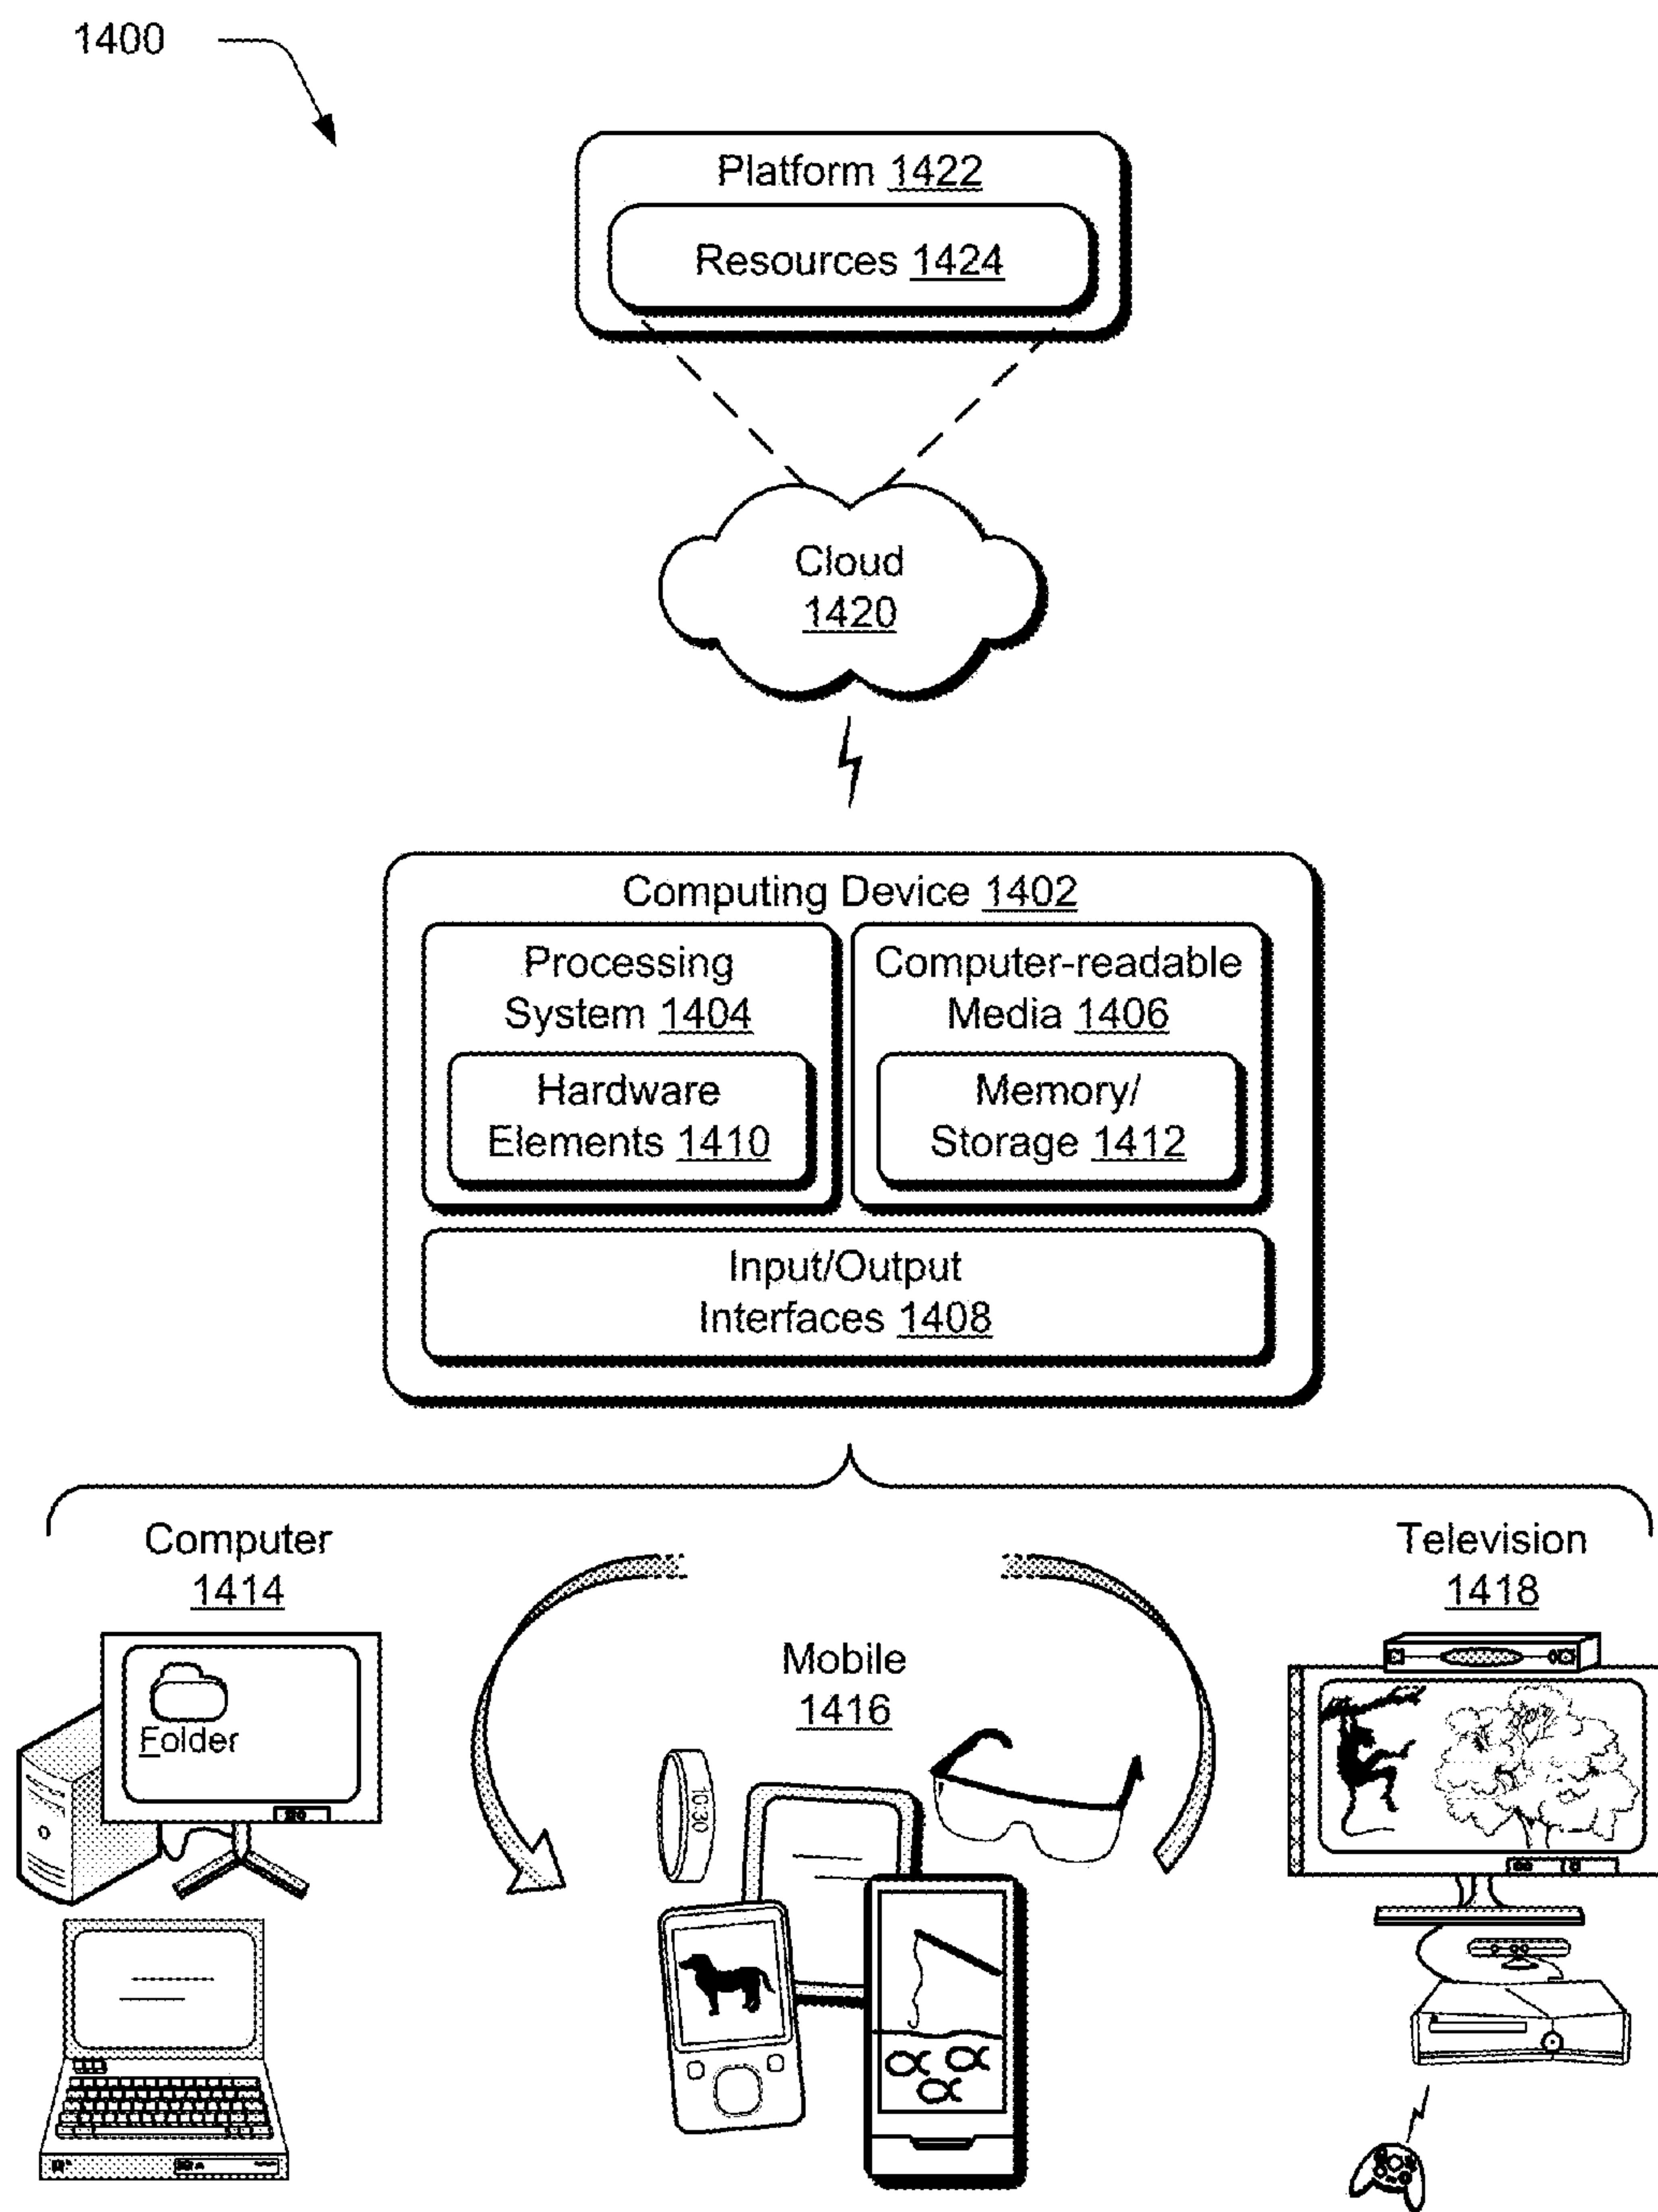 1400
Platform 1422
Resources 1424
Cloud
1420
Computing Device 1402
Processing
System 1404
Hardware
Elements 1410
Computer-readable
Media 1406
Memory/
Storage 1412
Input/Output
Interfaces 1408
Computer
1414
Folder
Mobile
1416
10:30
Television
1418